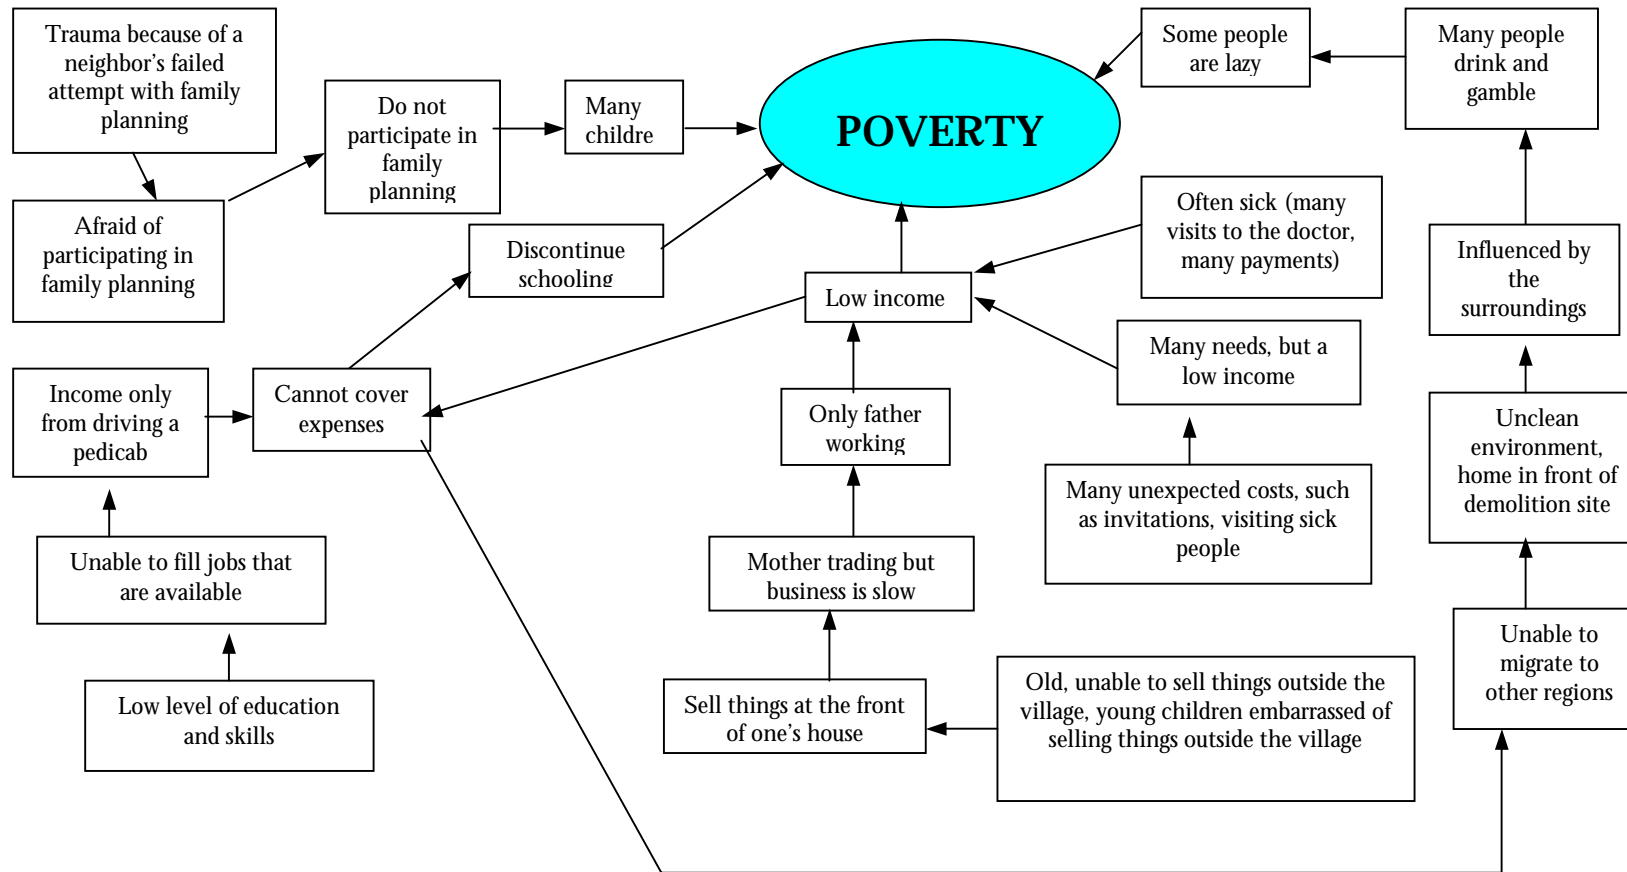 Trauma because of a
neighbor's failed
attempt with family
planning
Do not
participate in
family
planning
Many
childre
POVERTY
Some people
are lazy
Many people
drink and
gamble
Afraid of
participating in
family planning
Discontinue
schooling
Often sick (many
visits to the doctor,
many payments)
Influenced by
the
surroundings
Low income
Many needs, but a
low income
Income only
from driving a
pedicab
Cannot cover
expenses
Only father
working
Unclean
environment,
home in front of
demolition site
Many unexpected costs, such
as invitations, visiting sick
people
Unable to fill jobs that
are available
Mother trading but
business is slow
Unable to
migrate to
other regions
Low level of education
and skills
Sell things at the front
of one's house
Old, unable to sell things outside the
village, young children embarrassed of
selling things outside the village